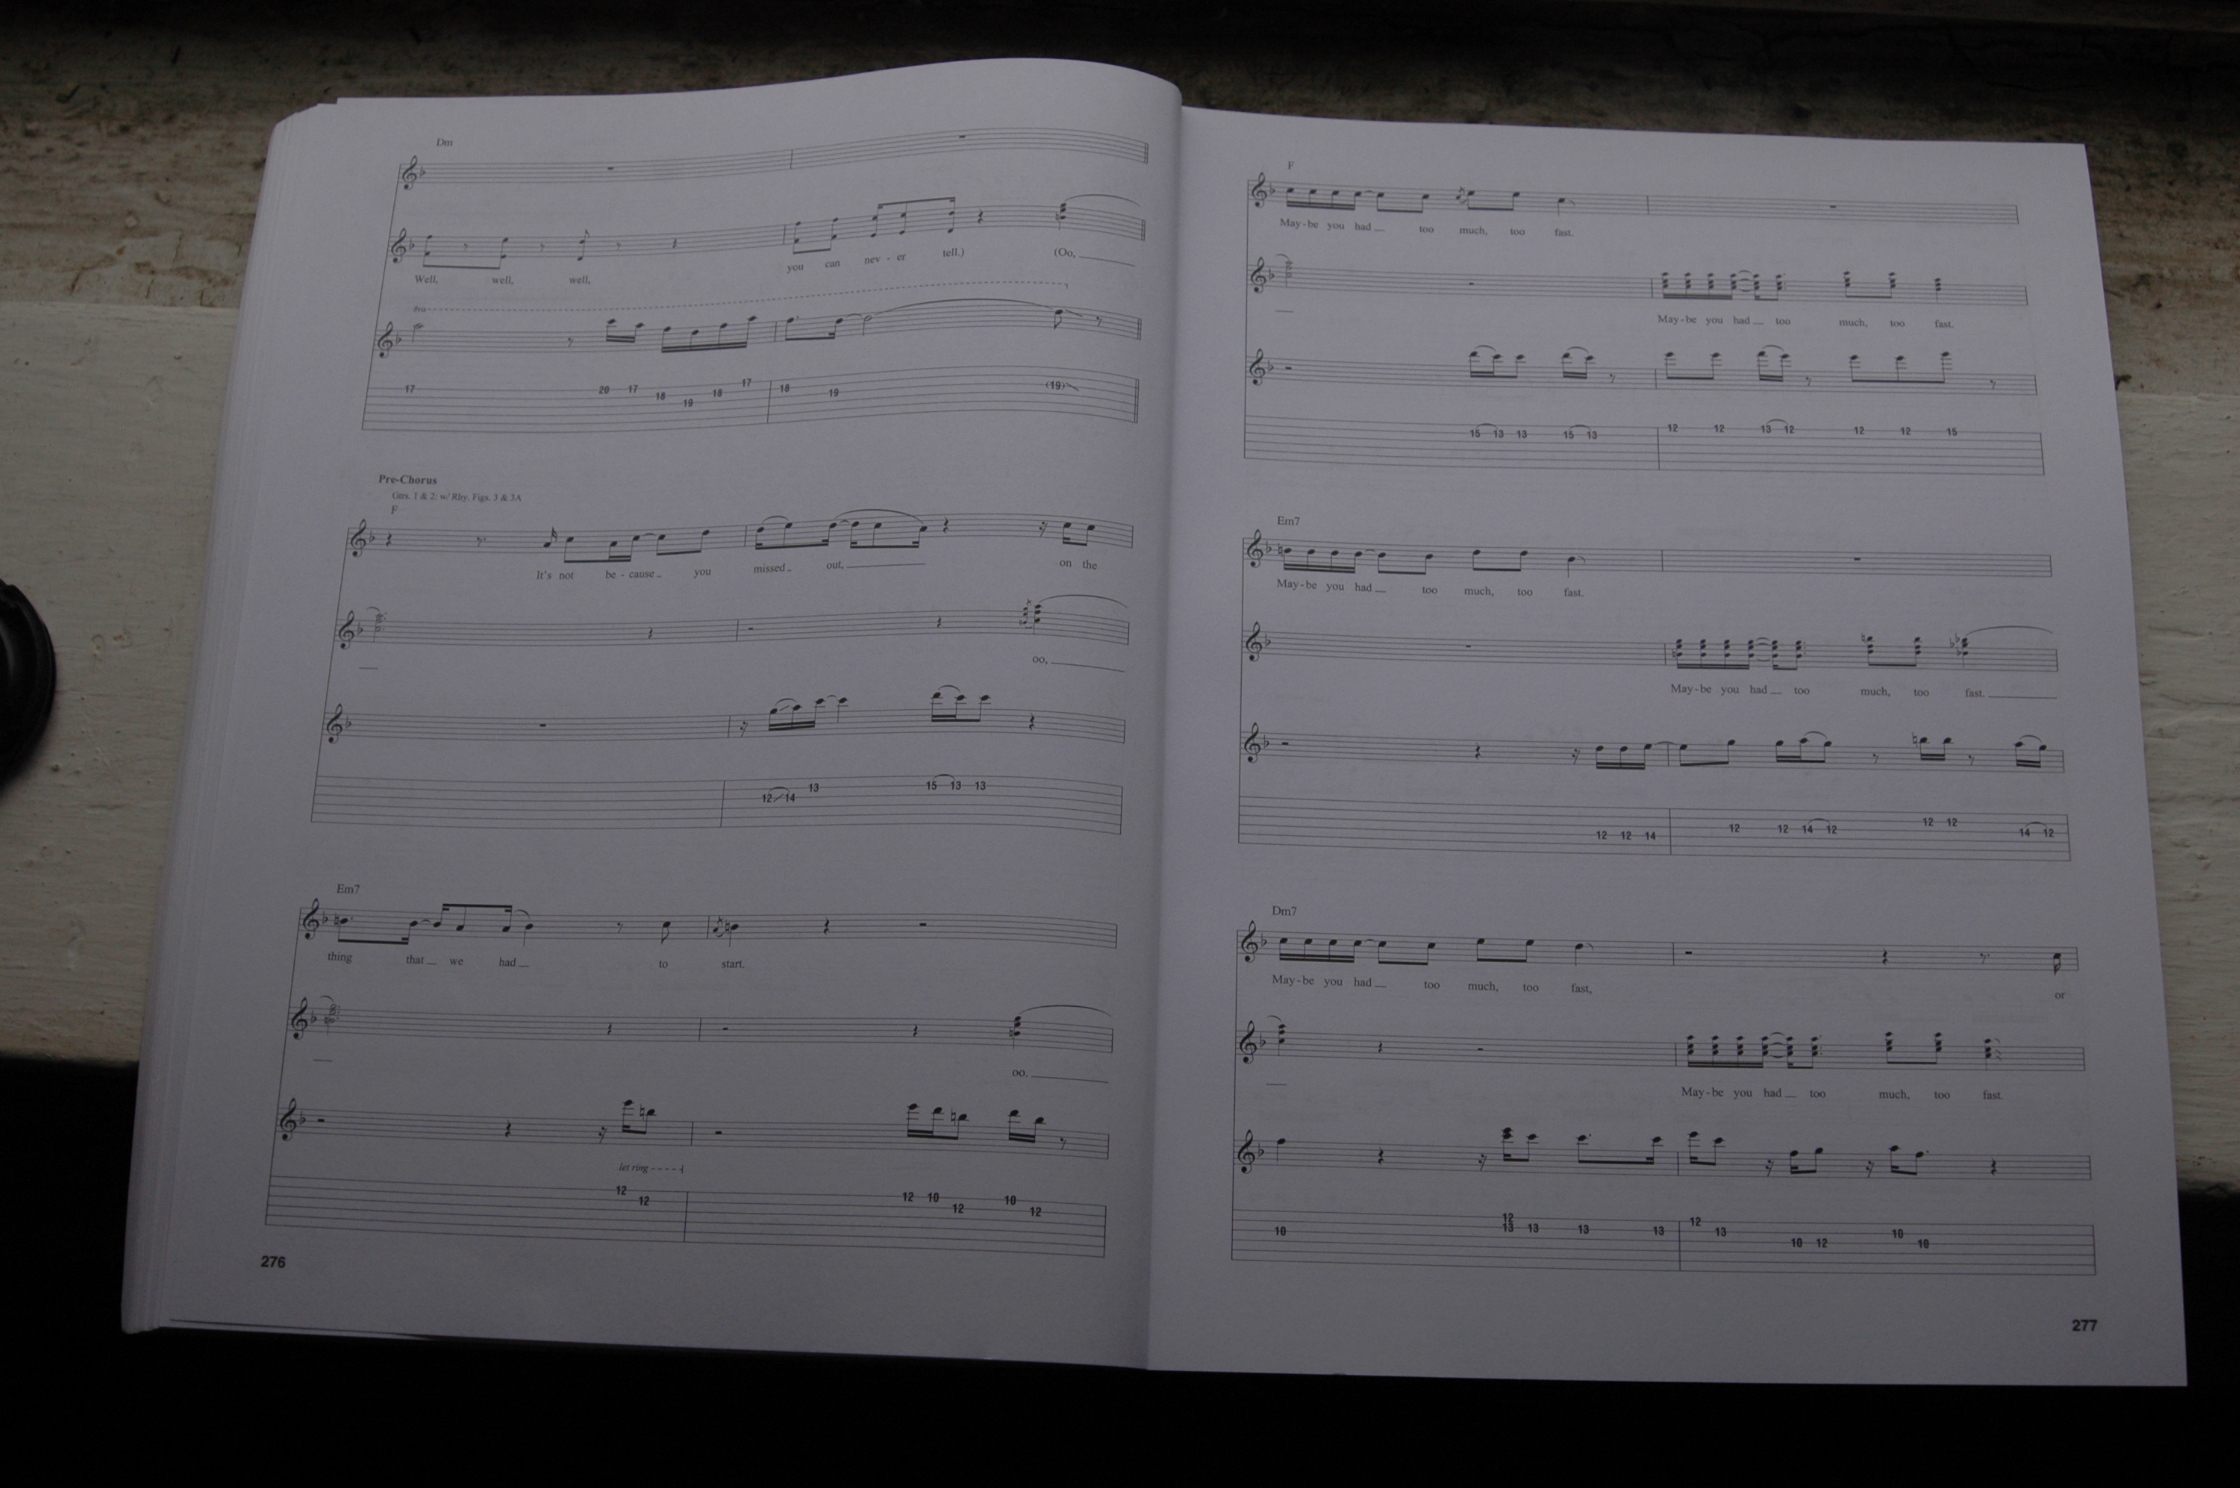 Dm
Well, well, well, you can nev - er tell.) (Oo,
8va
17 20 17 18 19 18 17 18 19 (19)
Pre-Chorus
Gtrs. 1 & 2: w/ Rhy. Figs. 3 & 3A
F
It's not be - cause you missed out, on the
oo,
12 14 13 15 13 13
Em7
thing that we had to start.
oo.
let ring
12 12 12 10 12 10 12
276
F
May - be you had too much, too fast.
May - be you had too much, too fast.
15 13 13 15 13 12 12 13 12 12 12 15
Em7
May - be you had too much, too fast.
May - be you had too much, too fast.
12 12 14 12 12 14 12 12 12 14 12
Dm7
May - be you had too much, too fast, or
May - be you had too much, too fast.
10 12 13 13 13 13 12 13 10 12 10 10
277